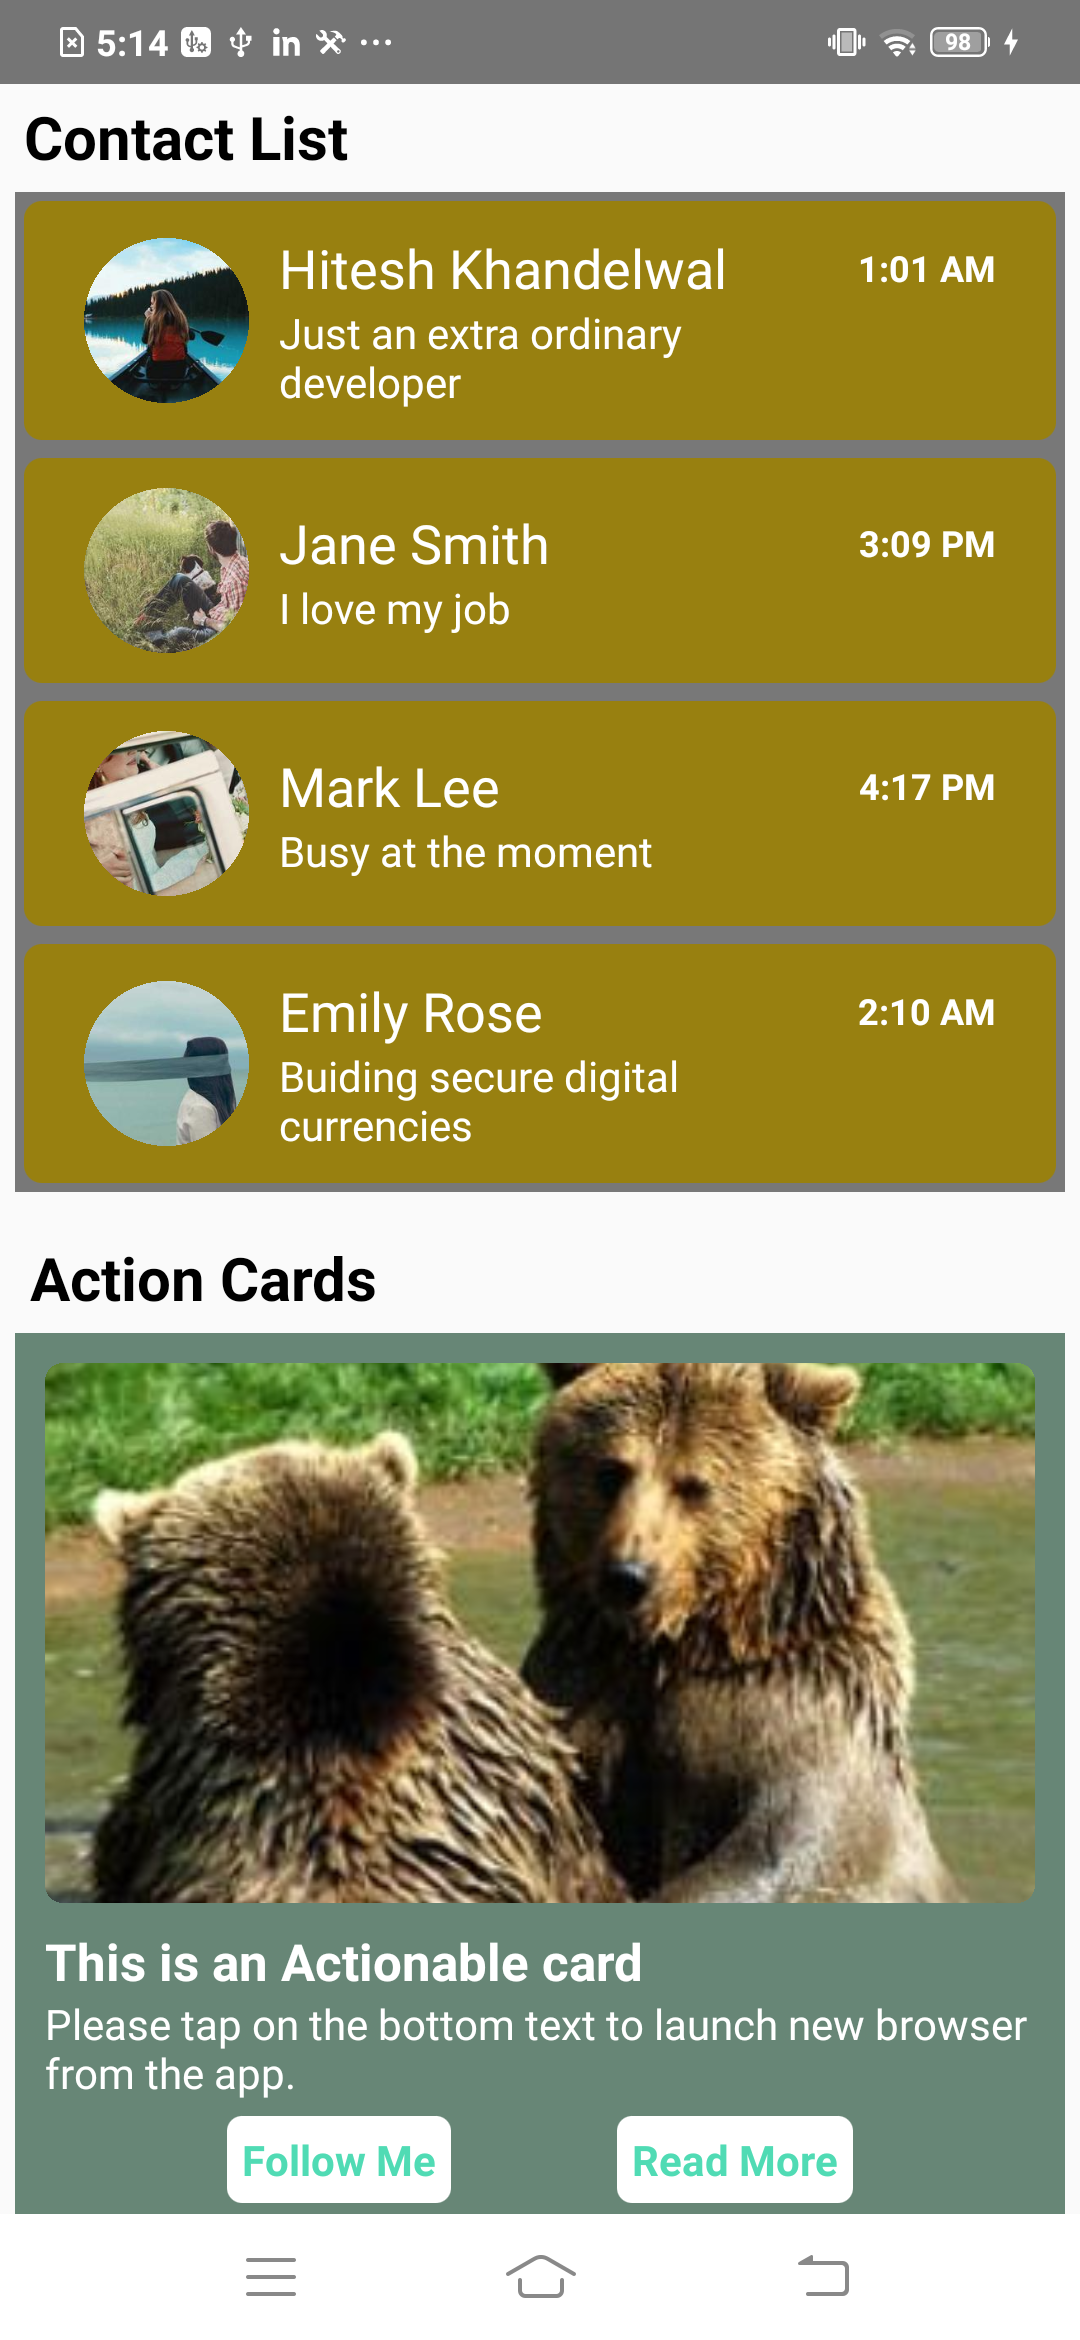 5:14
in
98
Contact List
Hitesh Khandelwal
1:01 AM
Just an extra ordinary
developer
Jane Smith
3:09 PM
I love my job
Mark Lee
4:17 PM
Busy at the moment
Emily Rose
2:10 AM
Buiding secure digital
currencies
Action Cards
This is an Actionable card
Please tap on the bottom text to launch new browser
from the app.
Follow Me
Read More